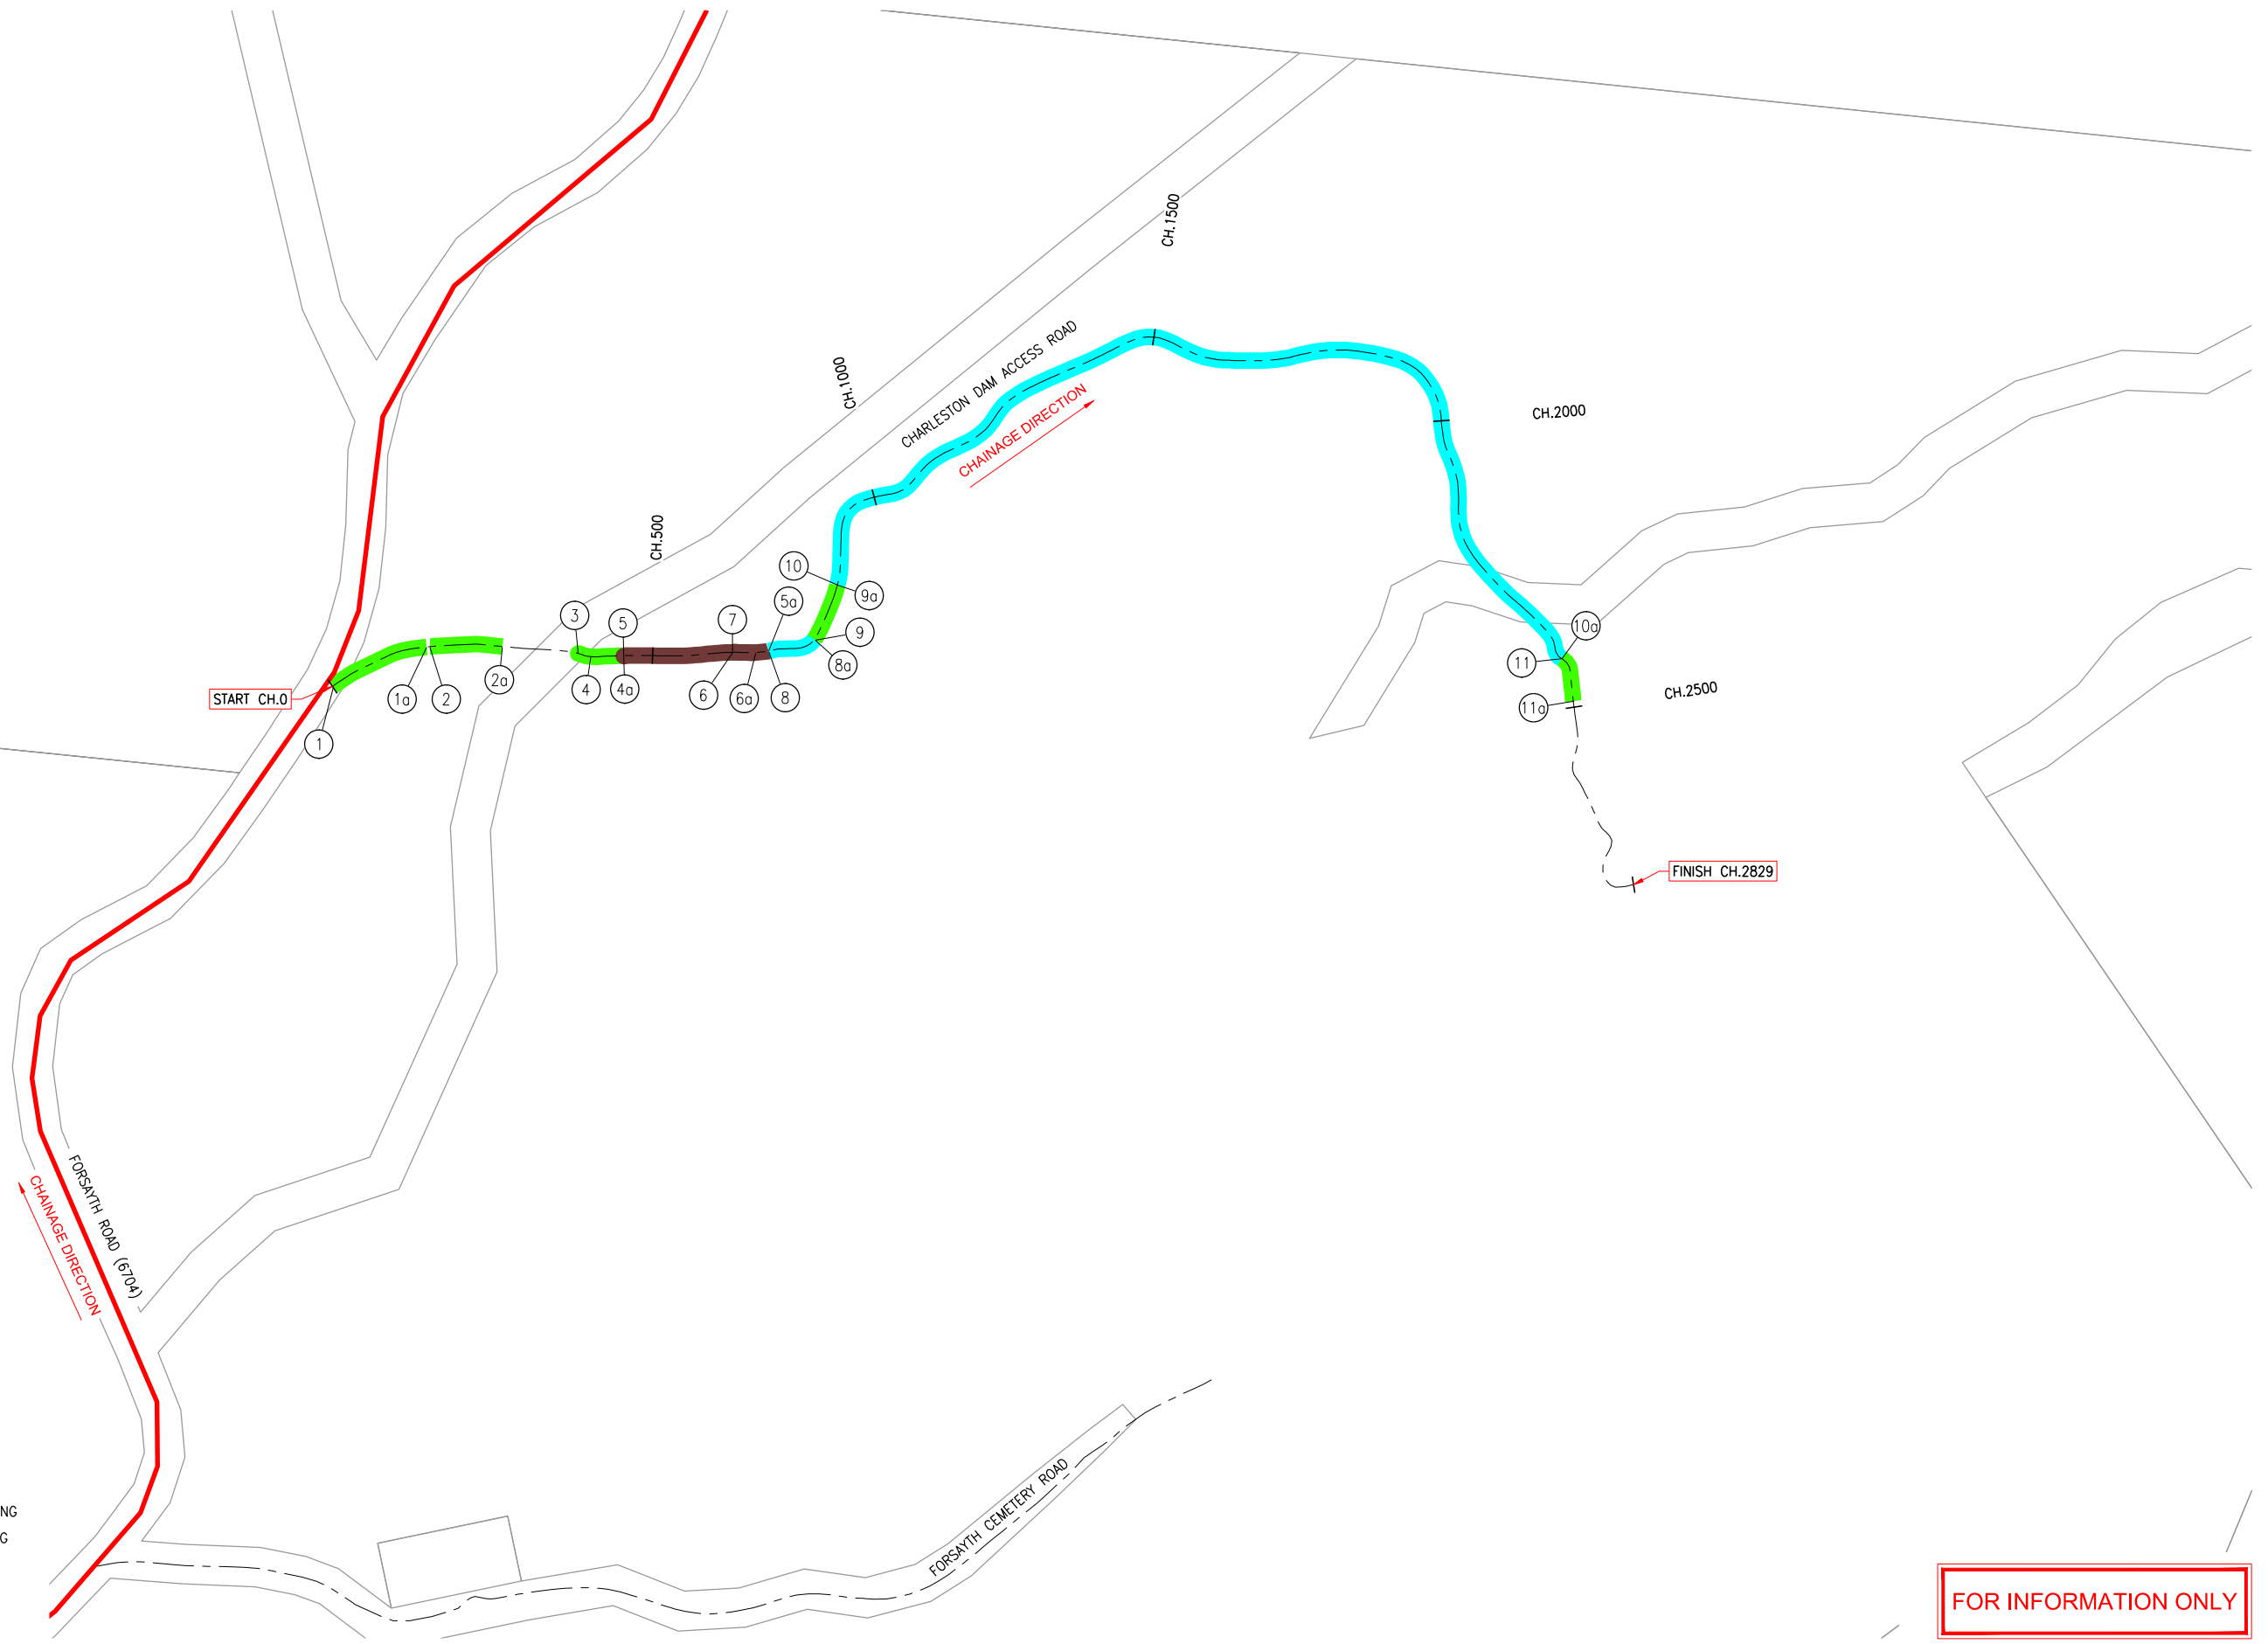 CH.1500
CHARLESTON DAM ACCESS ROAD
CH.1000
CHAINAGE DIRECTION
CH.2000
CH.500
10
5a
9a
3
5
7
9
10a
8a
11
1a
2
2a
4
4a
6
6a
8
START CH.0
CH.2500
11a
1
FINISH CH.2829
FORSAYTH ROAD (6704)
CHAINAGE DIRECTION
FORSAYTH CEMETERY ROAD
NG
G
FOR INFORMATION ONLY